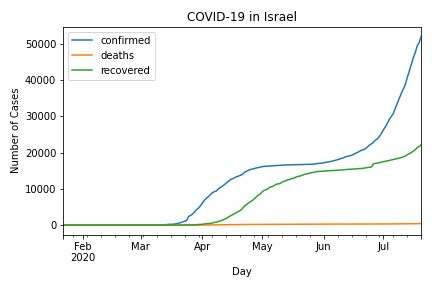 COVID-19 in Israel
confirmed
deaths
recovered
Number of Cases
50000
40000
30000
20000
10000
0
Feb Mar Apr May Jun Jul
2020
Day